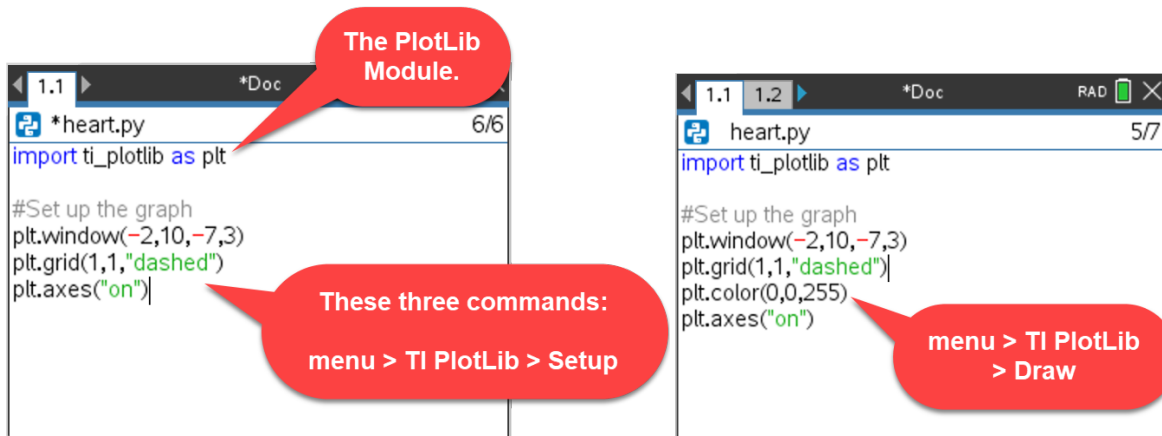 The PlotLib
Module.
1.1
*Doc
*heart.py
6/6
import ti_plotlib as plt
#Set up the graph
plt.window(−2,10,−7,3)
plt.grid(1,1,"dashed")
plt.axes("on")
These three commands:
menu > TI PlotLib > Setup
1.1 1.2
*Doc
RAD
heart.py
5/7
import ti_plotlib as plt
#Set up the graph
plt.window(−2,10,−7,3)
plt.grid(1,1,"dashed")
plt.color(0,0,255)
plt.axes("on")
menu > TI PlotLib
> Draw